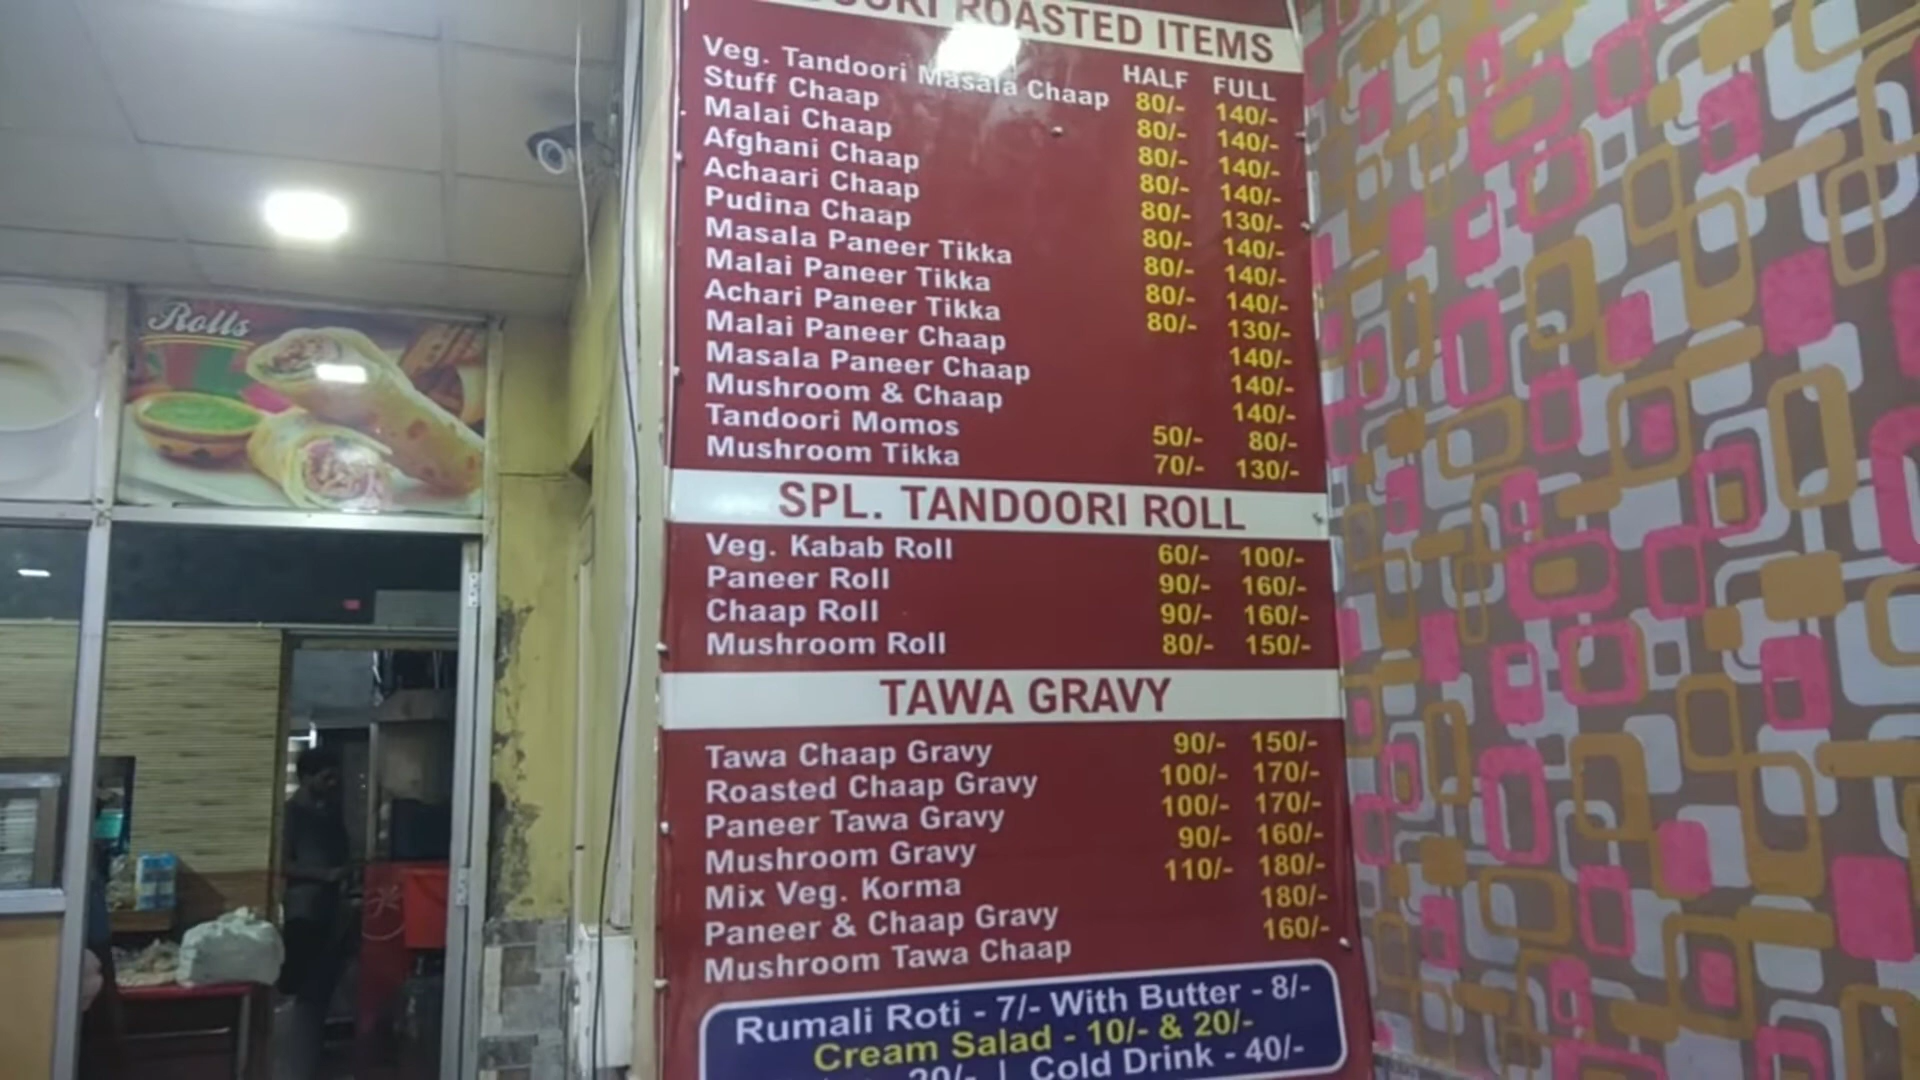 ROASTED ITEMS
HALF FULL
Veg. Tandoori Masala Chaap 80/- 140/-
Stuff Chaap 80/- 140/-
Malai Chaap 80/- 140/-
Afghani Chaap 80/- 140/-
Achaari Chaap 80/- 130/-
Pudina Chaap 80/- 140/-
Masala Paneer Tikka 80/- 140/-
Malai Paneer Tikka 80/- 140/-
Achari Paneer Tikka 80/- 130/-
Malai Paneer Chaap 140/-
Masala Paneer Chaap 140/-
Mushroom & Chaap 140/-
Tandoori Momos 50/- 80/-
Mushroom Tikka 70/- 130/-
SPL. TANDOORI ROLL
Veg. Kabab Roll 60/- 100/-
Paneer Roll 90/- 160/-
Chaap Roll 90/- 160/-
Mushroom Roll 80/- 150/-
TAWA GRAVY
Tawa Chaap Gravy 90/- 150/-
Roasted Chaap Gravy 100/- 170/-
Paneer Tawa Gravy 100/- 170/-
Mushroom Gravy 90/- 160/-
Mix Veg. Korma 110/- 180/-
Paneer & Chaap Gravy 180/-
Mushroom Tawa Chaap 160/-
Rumali Roti - 7/- With Butter - 8/-
Cream Salad - 10/- & 20/-
20/- | Cold Drink - 40/-
Rolls